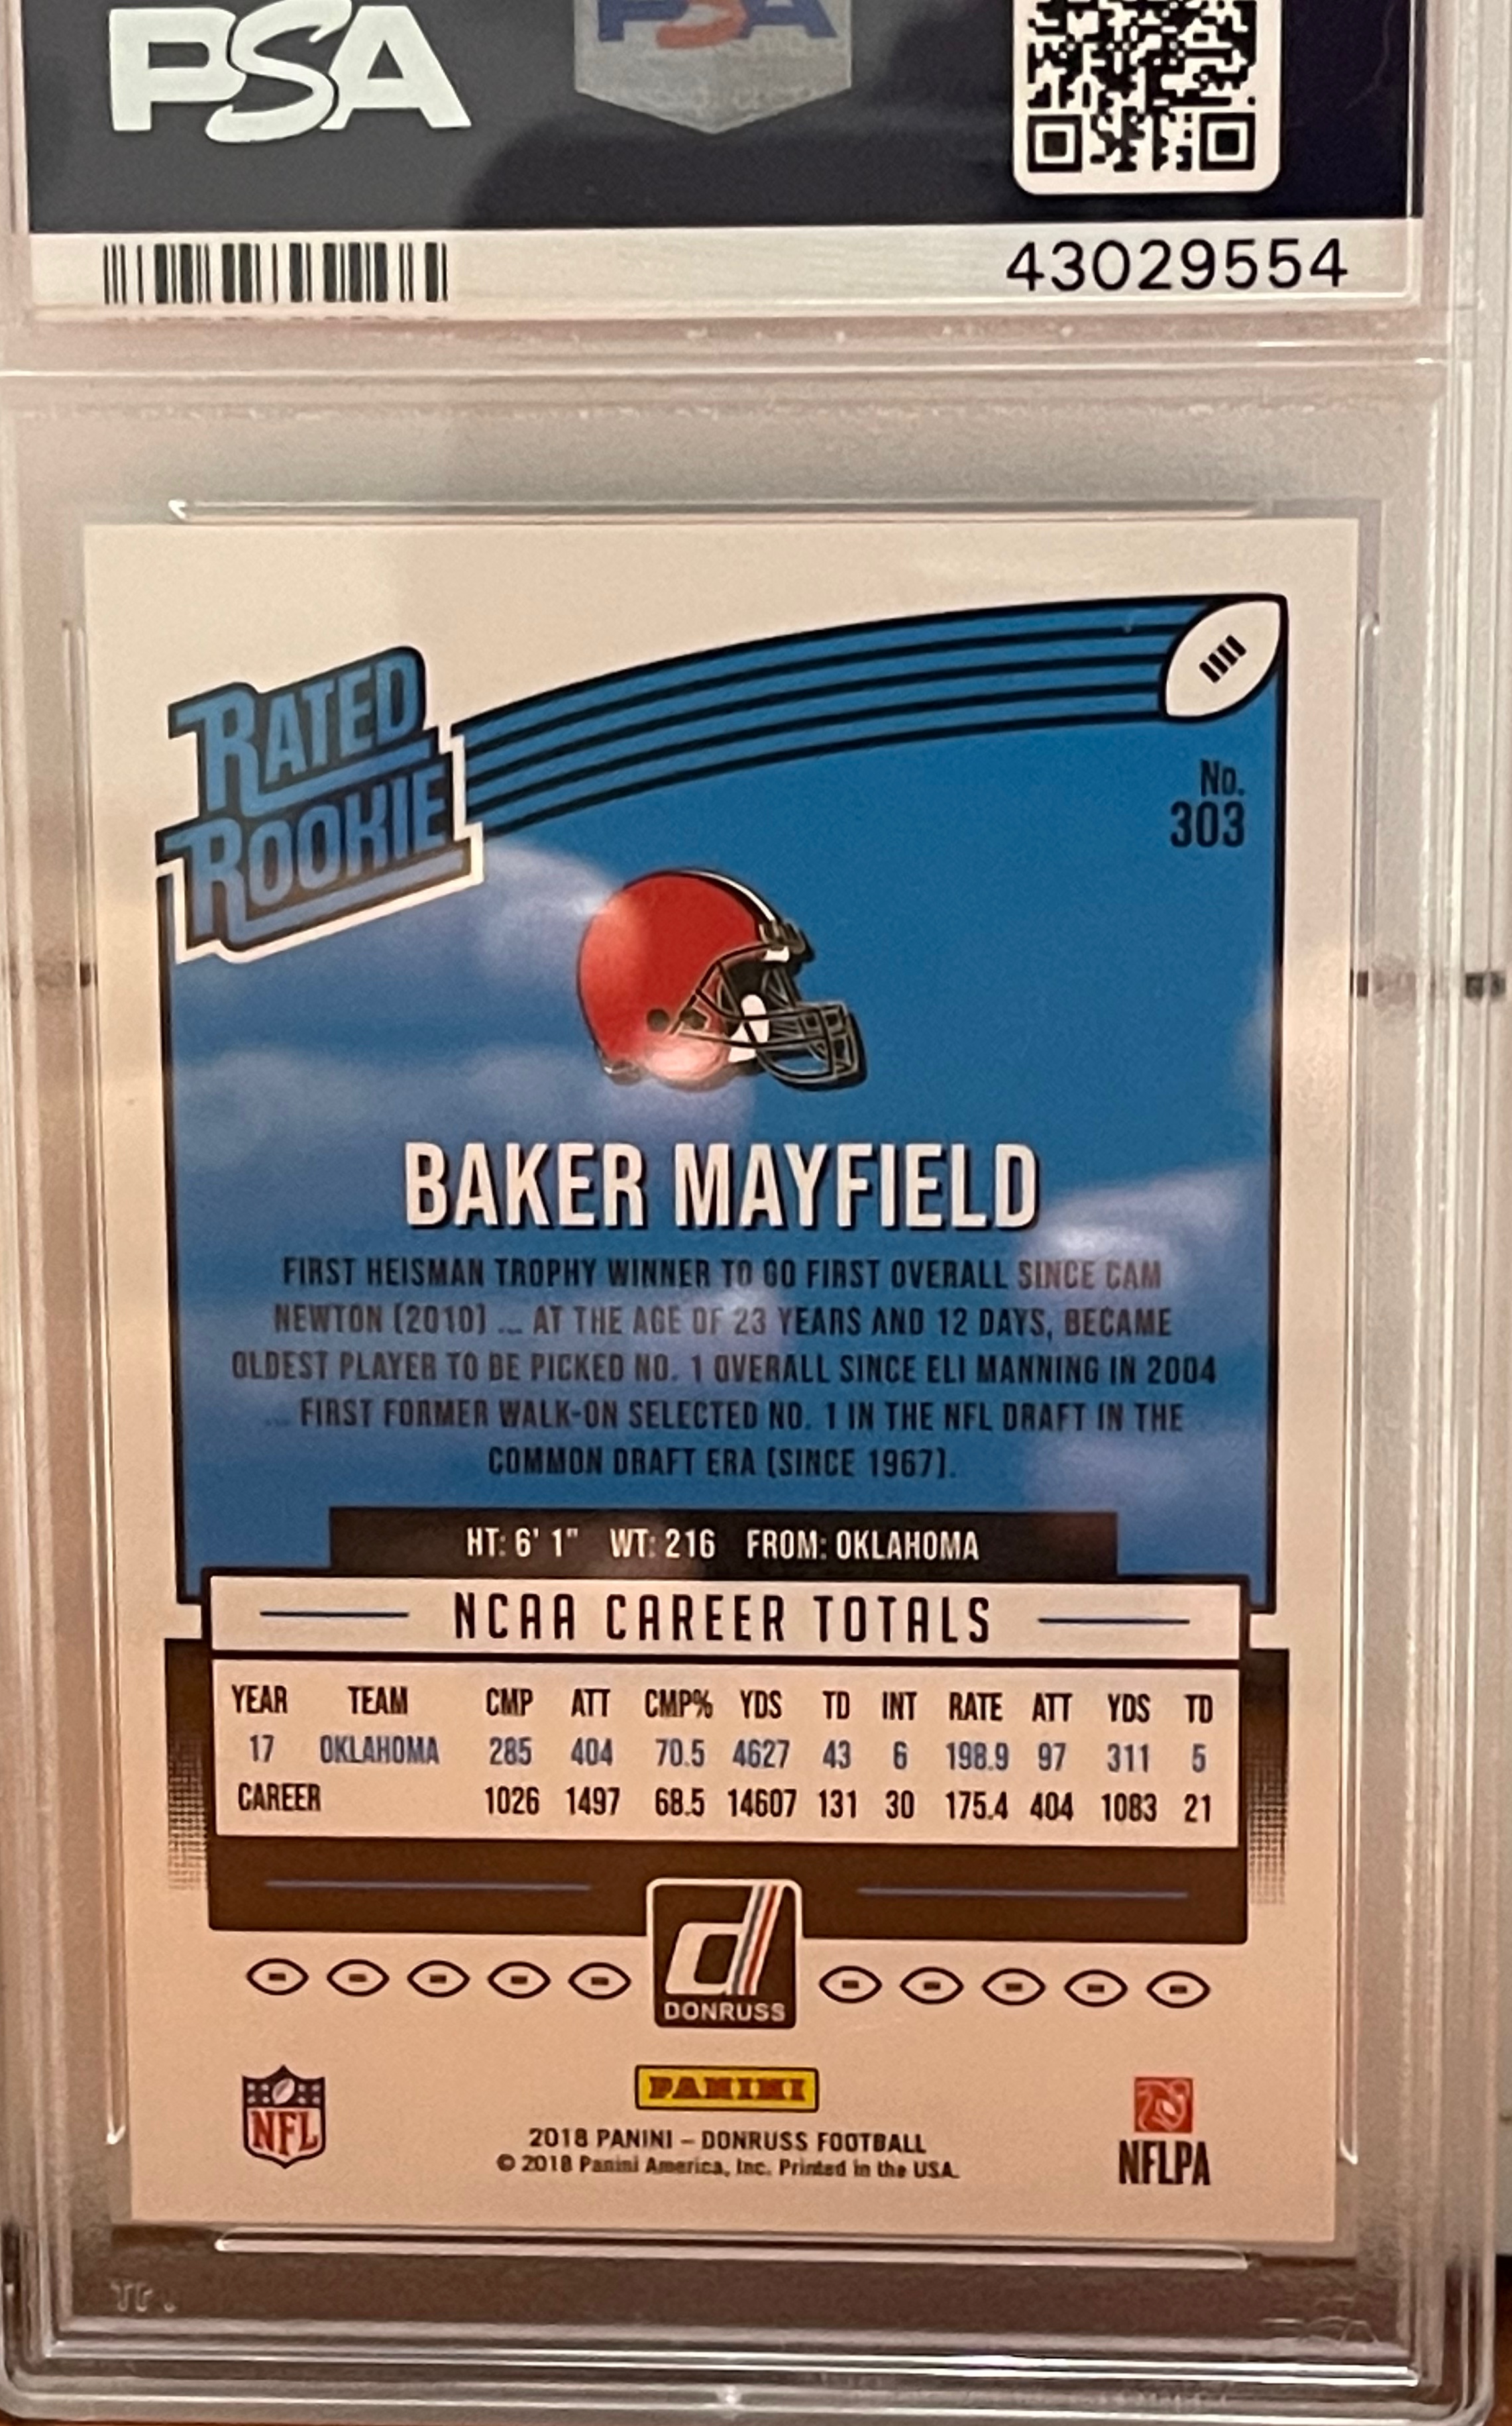 PSA
PSA
43029554
RATED
ROOKIE
No.
303
BAKER MAYFIELD
FIRST HEISMAN TROPHY WINNER TO GO FIRST OVERALL SINCE CAM
NEWTON (2010) ... AT THE AGE OF 23 YEARS AND 12 DAYS, BECAME
OLDEST PLAYER TO BE PICKED NO. 1 OVERALL SINCE ELI MANNING IN 2004
... FIRST FORMER WALK-ON SELECTED NO. 1 IN THE NFL DRAFT IN THE
COMMON DRAFT ERA (SINCE 1967).
HT: 6' 1" WT: 216 FROM: OKLAHOMA
NCAA CAREER TOTALS
YEAR TEAM CMP ATT CMP% YDS TD INT RATE ATT YDS TD
17 OKLAHOMA 285 404 70.5 4627 43 6 198.9 97 311 5
CAREER 1026 1497 68.5 14607 131 30 175.4 404 1083 21
d
DONRUSS
NFL
PANINI
2018 PANINI – DONRUSS FOOTBALL
© 2018 Panini America, Inc. Printed in the USA.
NFLPA